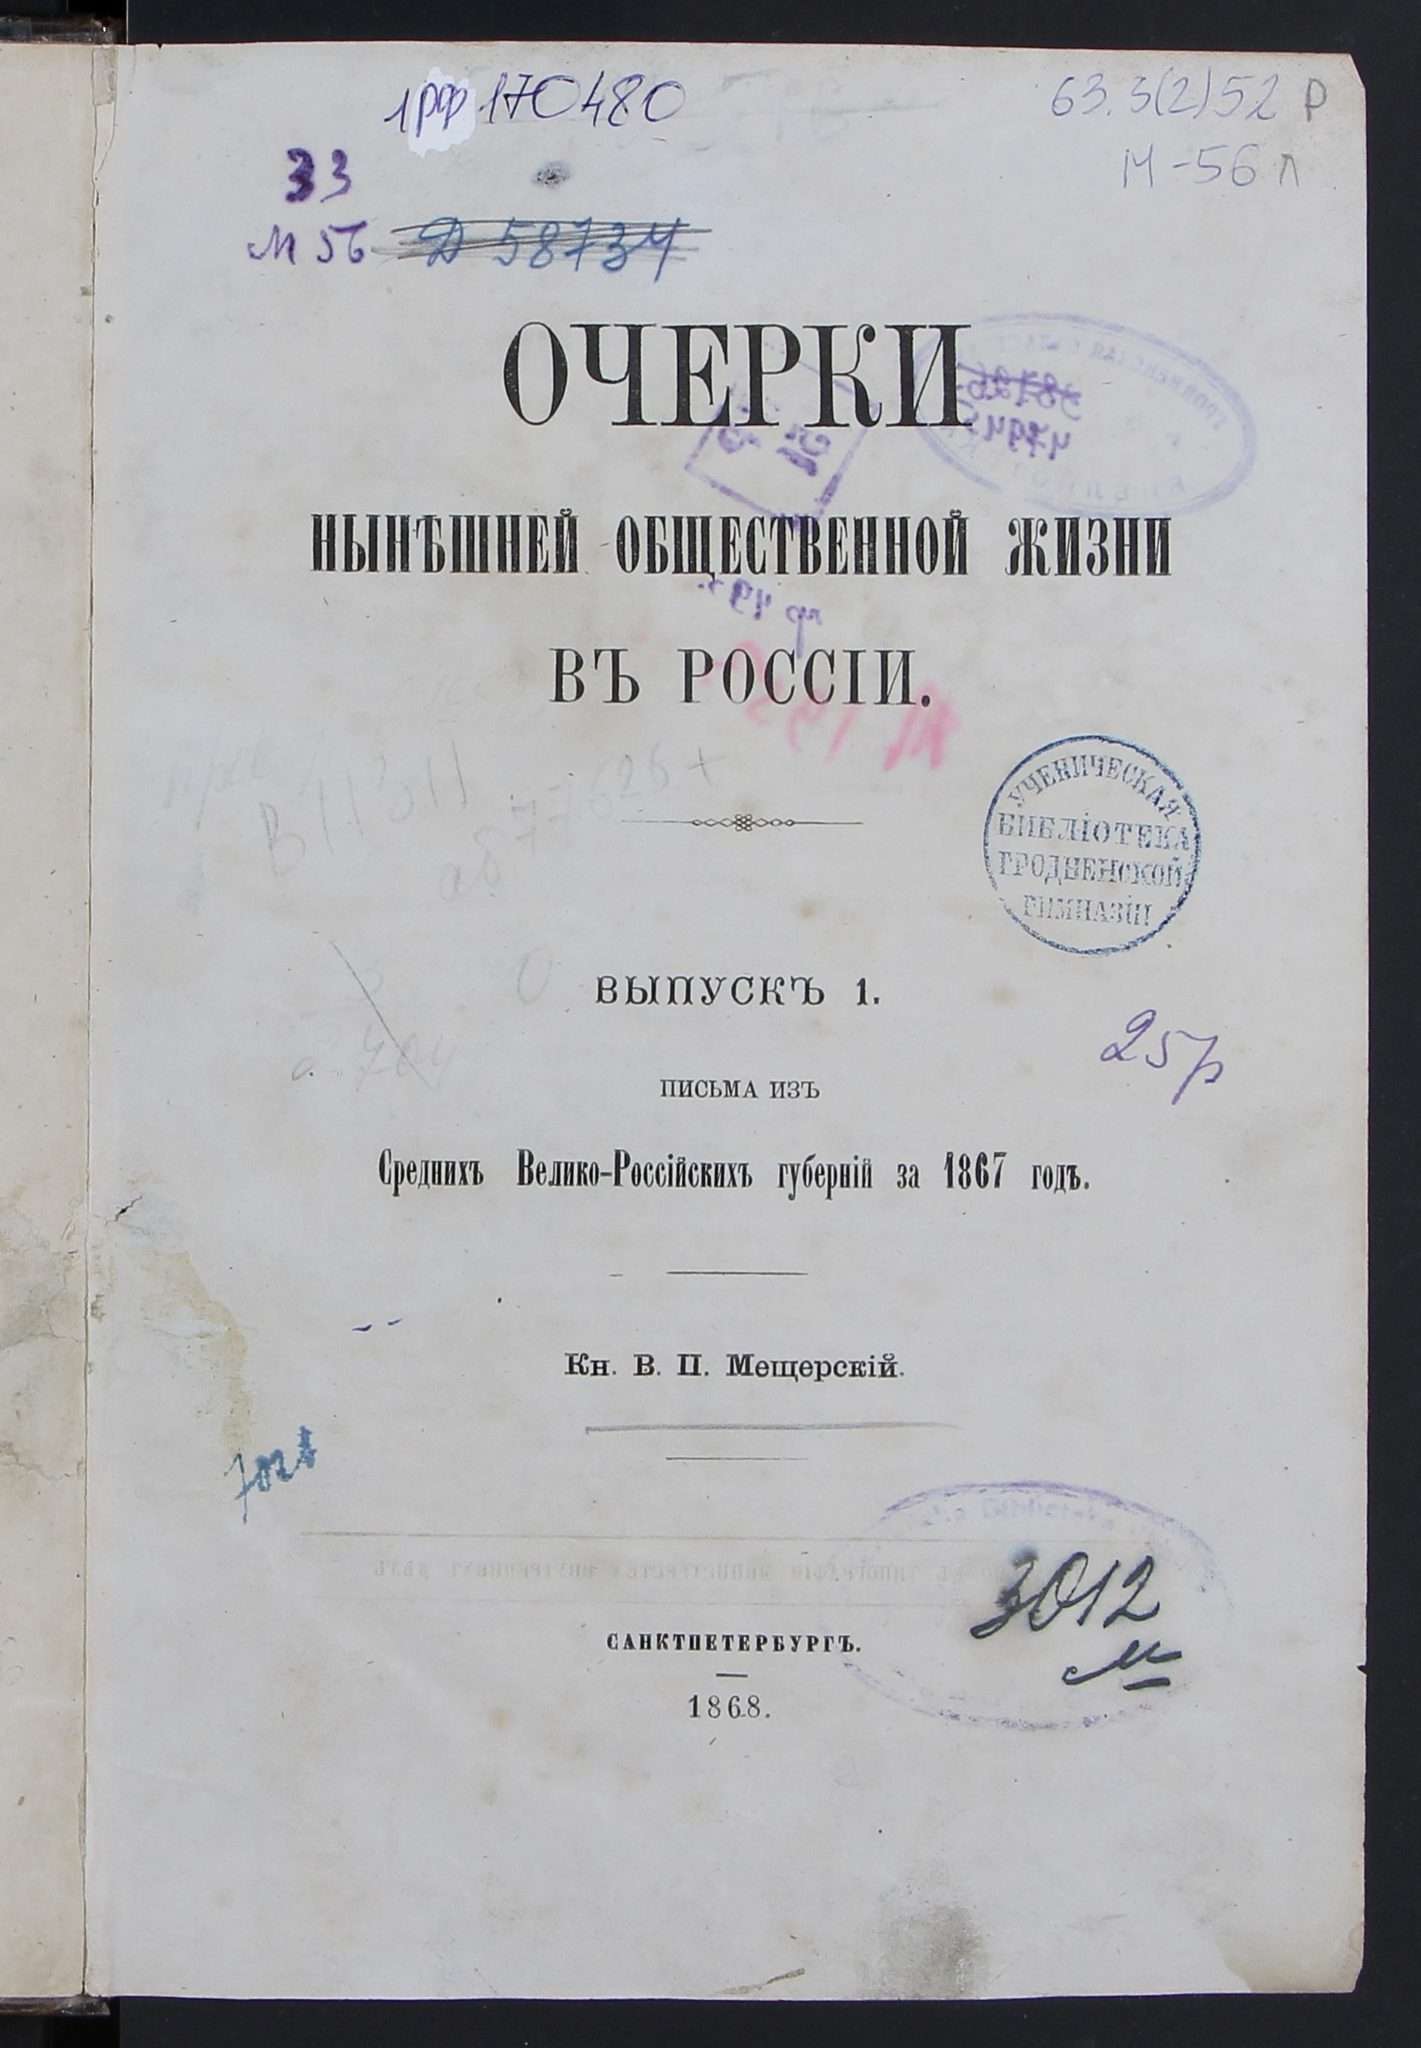 1рф 170480
63.3(2)52 Р
М-56 л
33
М 56 Д 58734
ОЧЕРКИ
НЫНѢШНЕЙ ОБЩЕСТВЕННОЙ ЖИЗНИ
ВЪ РОССІИ.
УЧЕНИЧЕСКАЯ
БИБЛІОТЕКА
ГРОДНЕНСКОЙ
ГИМНАЗІИ
ВЫПУСКЪ 1.
25р
ПИСЬМА ИЗЪ
Среднихъ Велико-Россійскихъ губерній за 1867 годъ.
Кн. В. П. Мещерскій.
3012
м
САНКТПЕТЕРБУРГЪ.
1868.